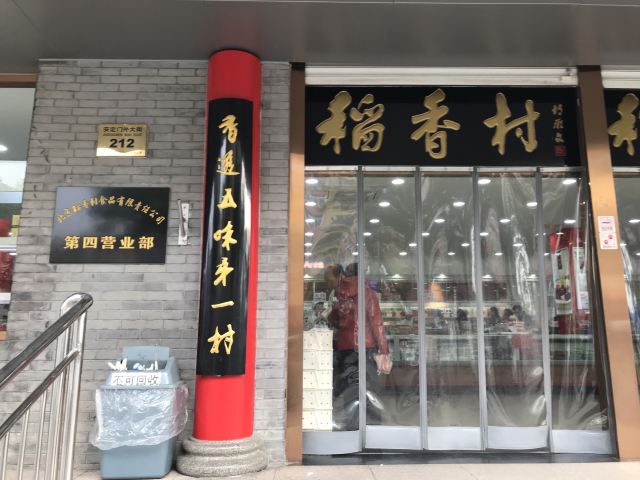 安定门外大街
212
北京稻香村食品有限责任公司
第四营业部
香遇五味第一村
稻香村
不可回收